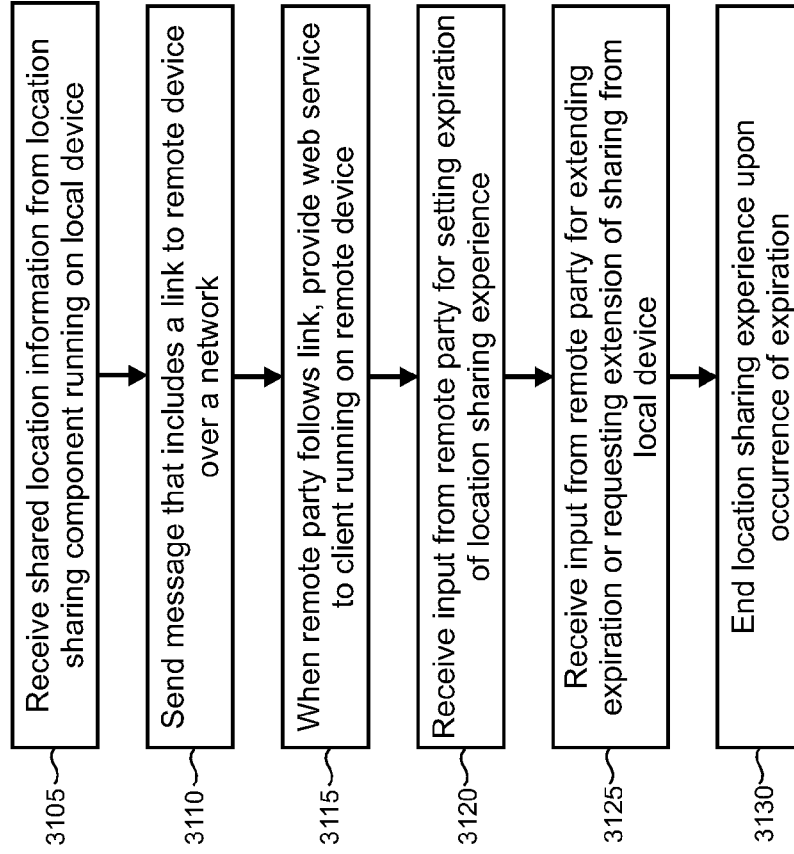 3105
Receive shared location information from location
sharing component running on local device
3110
Send message that includes a link to remote device
over a network
3115
When remote party follows link, provide web service
to client running on remote device
3120
Receive input from remote party for setting expiration
of location sharing experience
3125
Receive input from remote party for extending
expiration or requesting extension of sharing from
local device
3130
End location sharing experience upon
occurrence of expiration